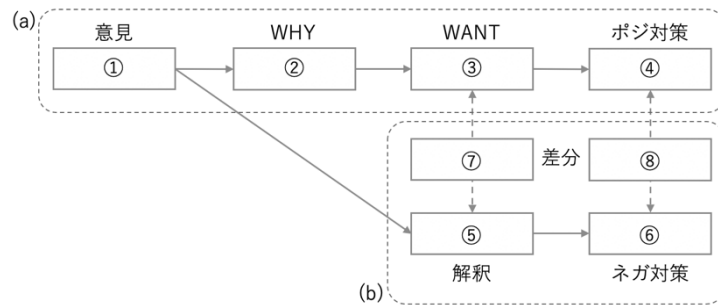 (a)
意見 WHY WANT ポジ対策
① ② ③ ④
⑦ 差分 ⑧
⑤ ⑥
解釈 ネガ対策
(b)